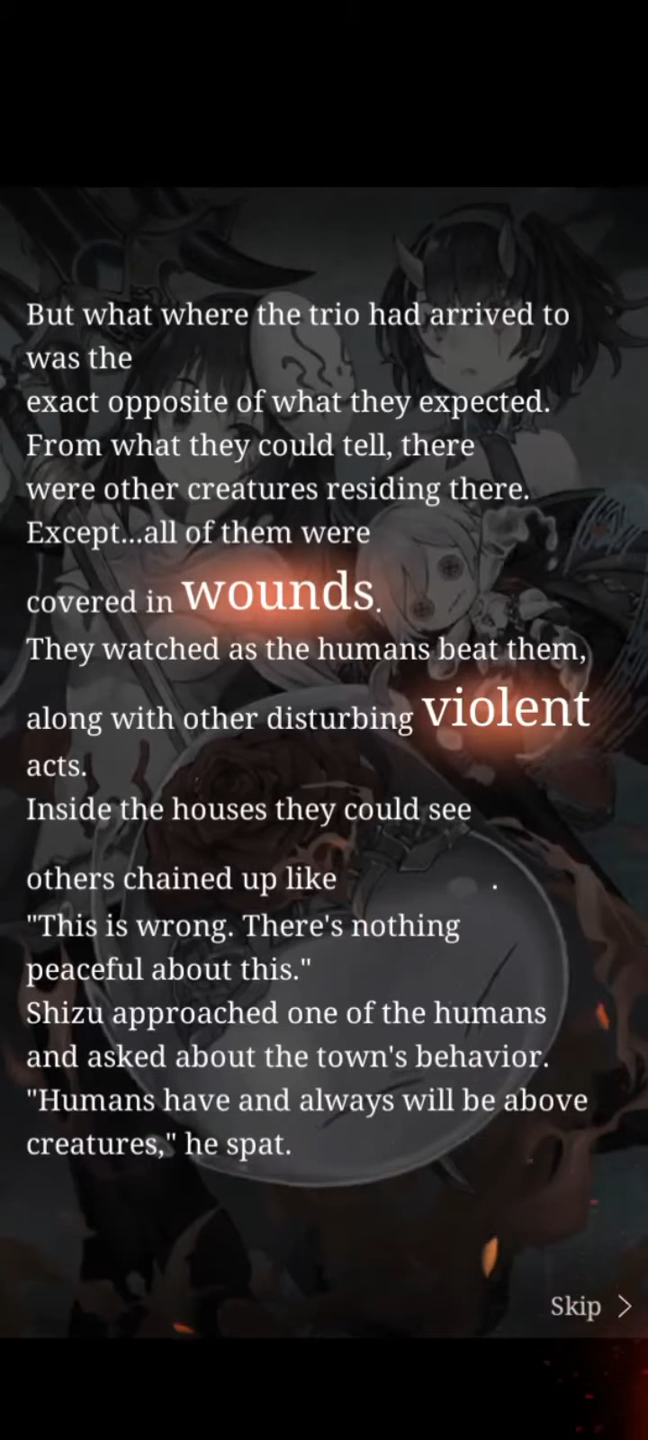 But what where the trio had arrived to
was the
exact opposite of what they expected.
From what they could tell, there
were other creatures residing there.
Except...all of them were
covered in wounds.
They watched as the humans beat them,
along with other disturbing violent
acts.
Inside the houses they could see
others chained up like .
"This is wrong. There's nothing
peaceful about this."
Shizu approached one of the humans
and asked about the town's behavior.
"Humans have and always will be above
creatures," he spat.
Skip >